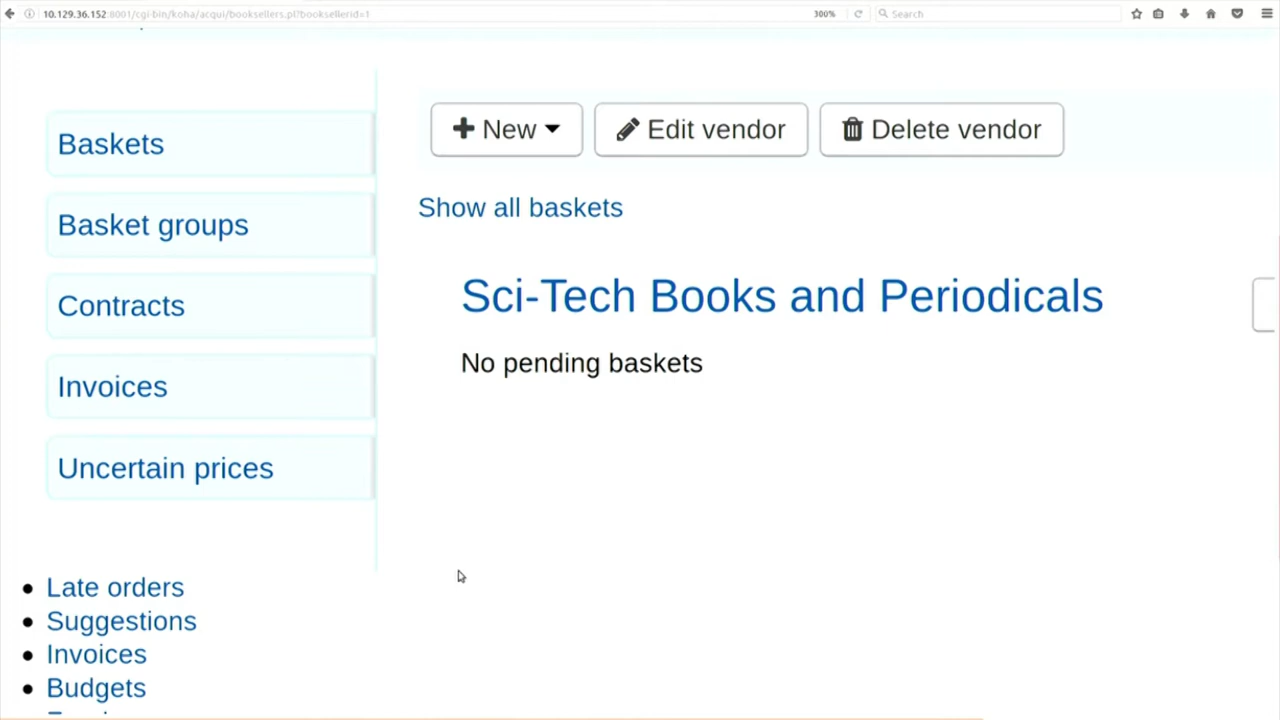 10.129.36.152:8001/cgi-bin/koha/acqui/booksellers.pl?booksellerid=1
300%
Search
Baskets
Basket groups
Contracts
Invoices
Uncertain prices
Late orders
Suggestions
Invoices
Budgets
New
Edit vendor
Delete vendor
Show all baskets
Sci-Tech Books and Periodicals
No pending baskets